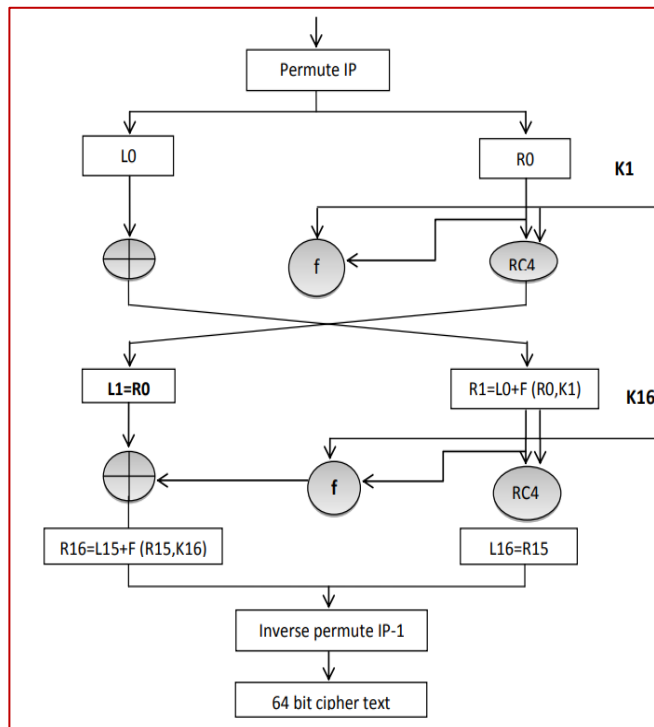 Permute IP
L0
R0
K1
f
RC4
L1=R0
R1=L0+F (R0,K1)
K16
f
RC4
R16=L15+F (R15,K16)
L16=R15
Inverse permute IP-1
64 bit cipher text